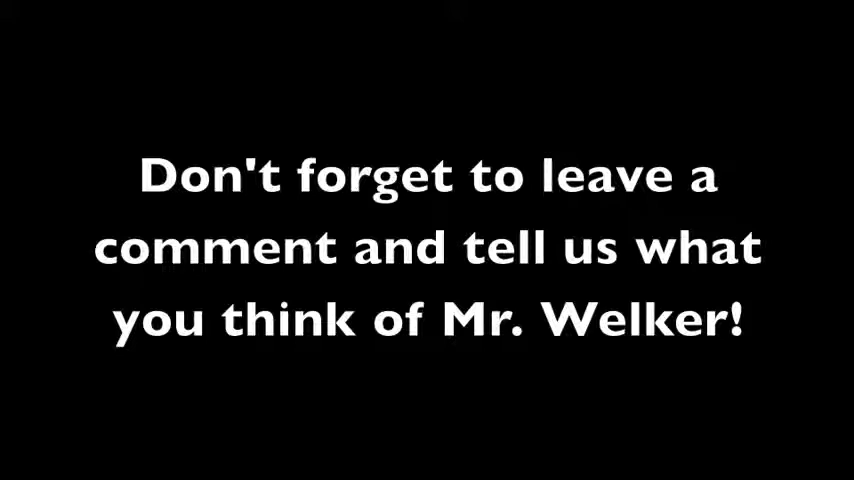 Don't forget to leave a
comment and tell us what
you think of Mr. Welker!